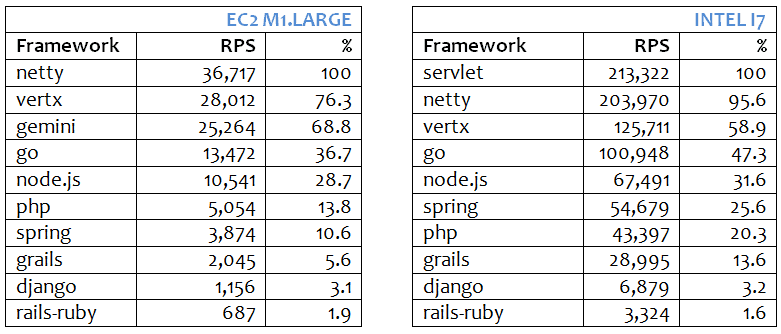 EC2 M1.LARGE
Framework RPS %
netty 36,717 100
vertx 28,012 76.3
gemini 25,264 68.8
go 13,472 36.7
node.js 10,541 28.7
php 5,054 13.8
spring 3,874 10.6
grails 2,045 5.6
django 1,156 3.1
rails-ruby 687 1.9
INTEL I7
Framework RPS %
servlet 213,322 100
netty 203,970 95.6
vertx 125,711 58.9
go 100,948 47.3
node.js 67,491 31.6
spring 54,679 25.6
php 43,397 20.3
grails 28,995 13.6
django 6,879 3.2
rails-ruby 3,324 1.6